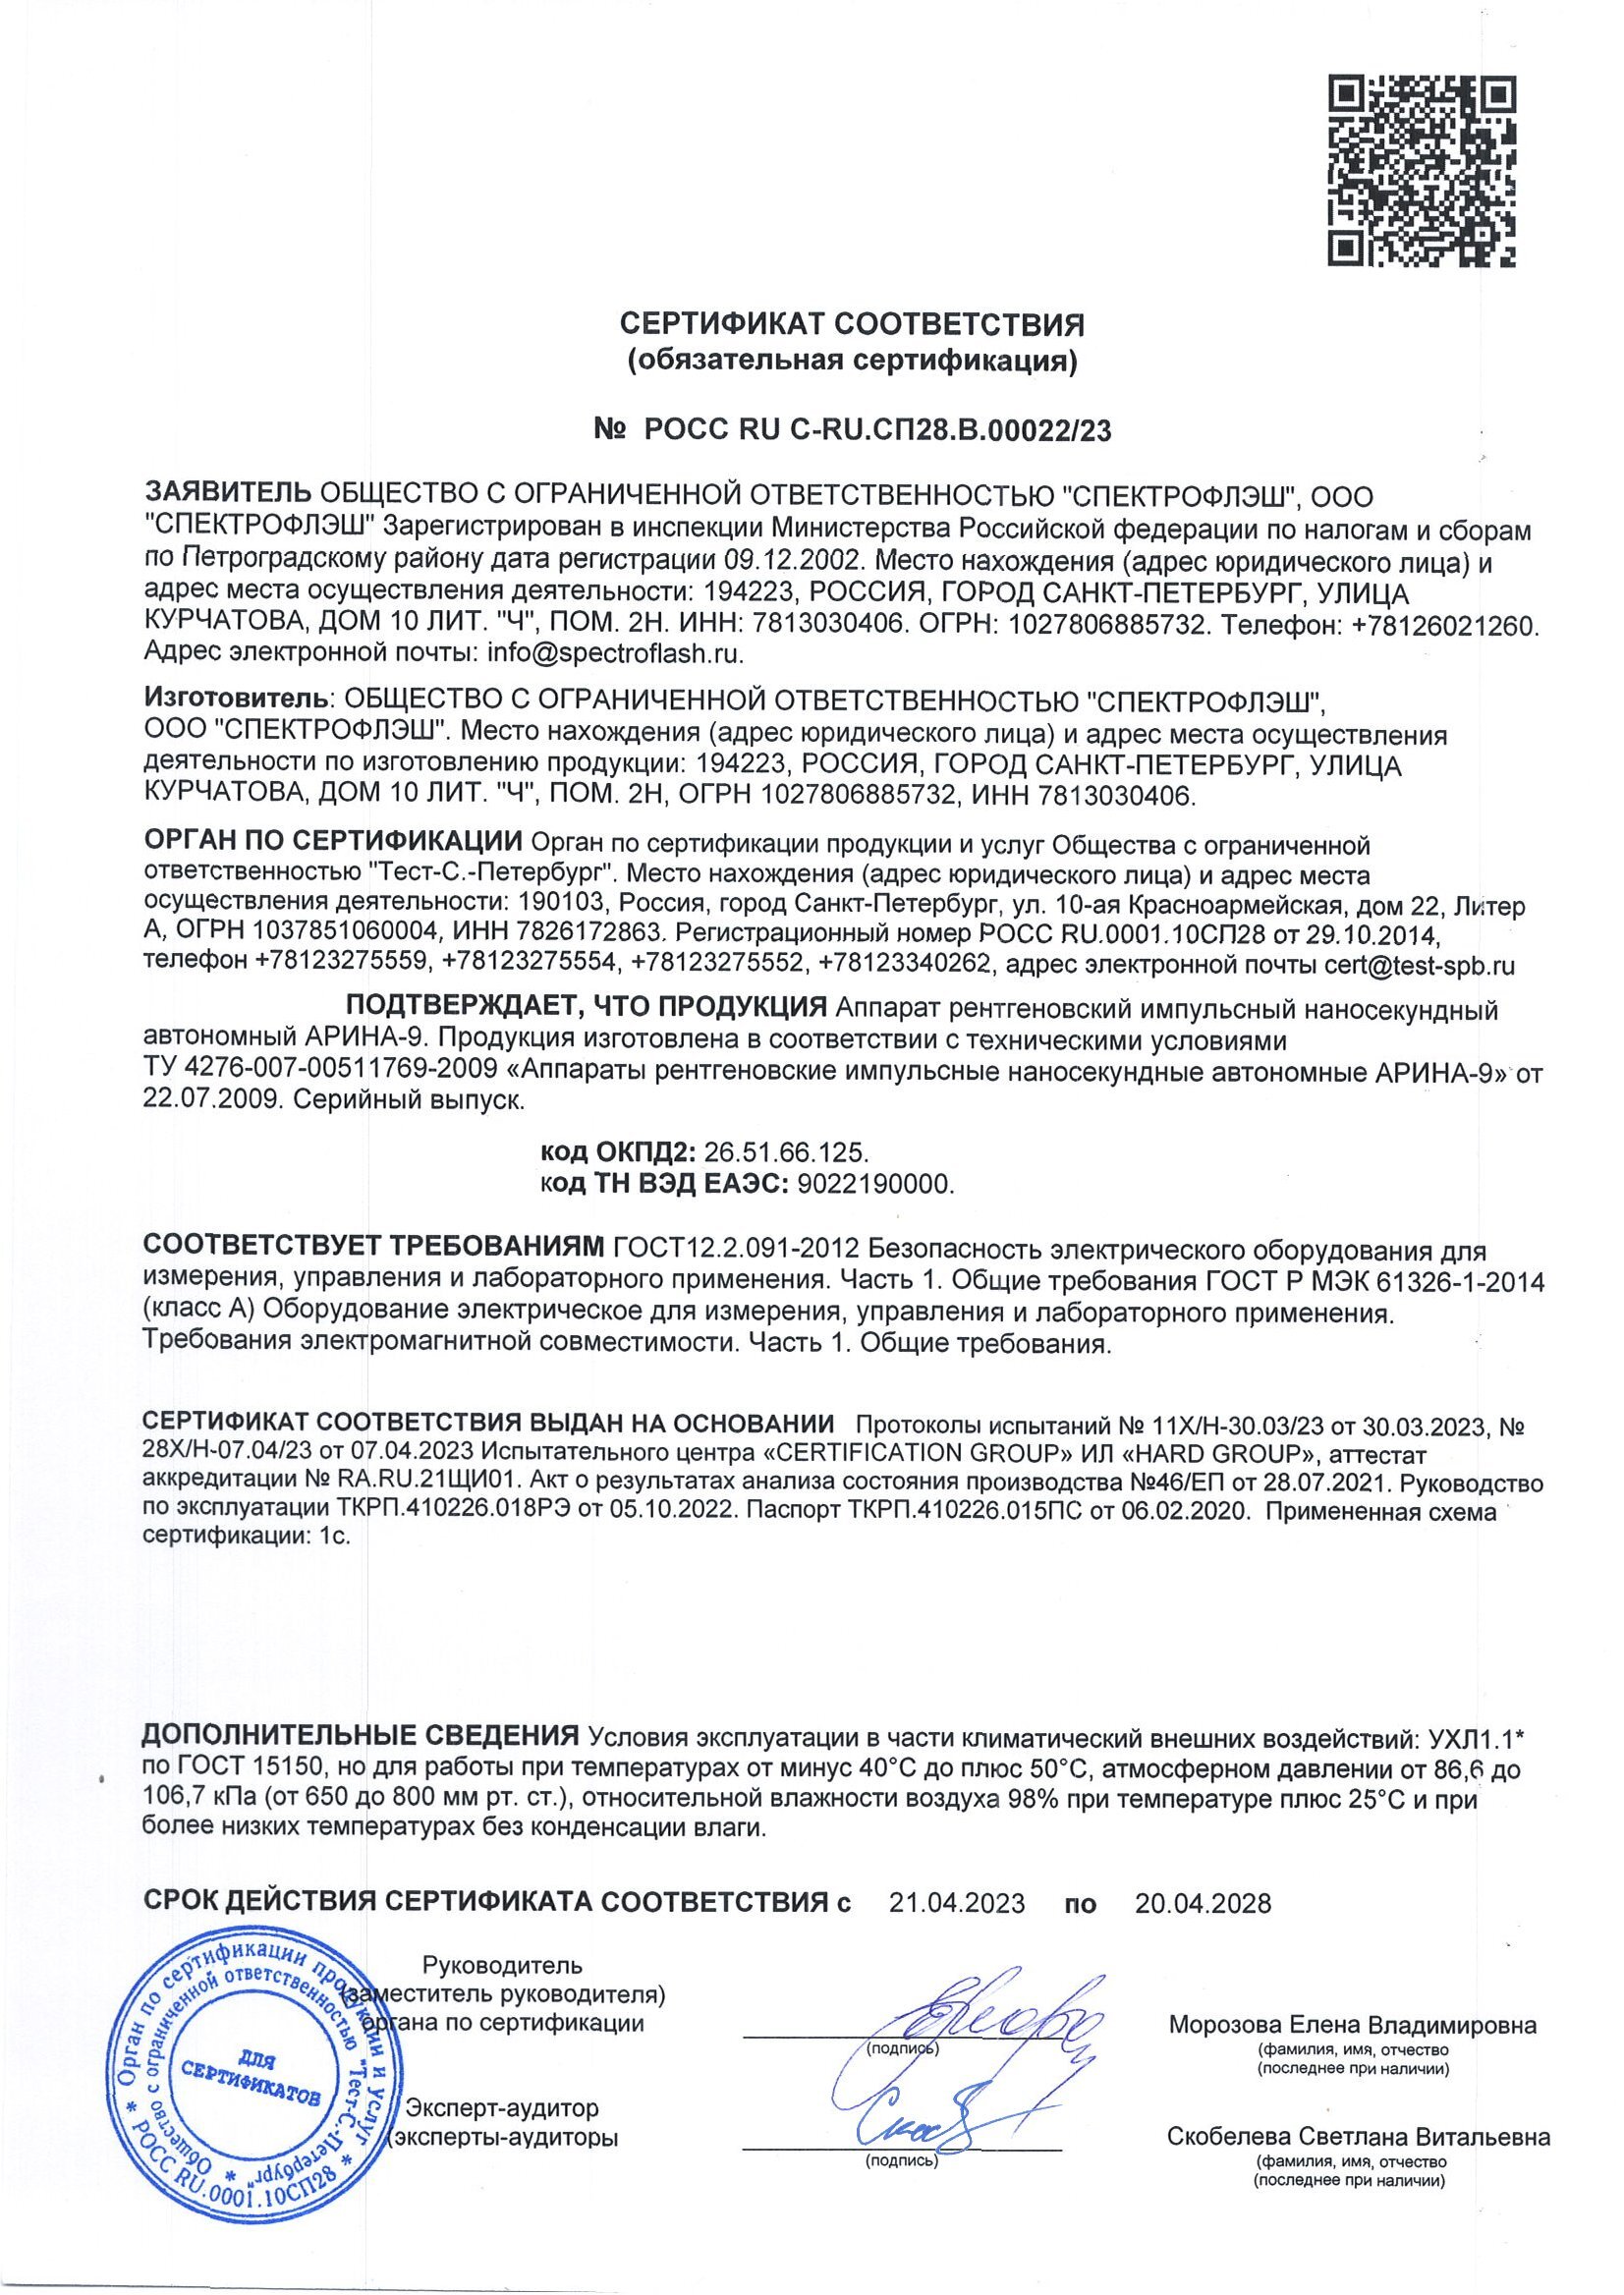 СЕРТИФИКАТ СООТВЕТСТВИЯ
(обязательная сертификация)
№ РОСС RU С-RU.СП28.В.00022/23
ЗАЯВИТЕЛЬ ОБЩЕСТВО С ОГРАНИЧЕННОЙ ОТВЕТСТВЕННОСТЬЮ "СПЕКТРОФЛЭШ", ООО
"СПЕКТРОФЛЭШ" Зарегистрирован в инспекции Министерства Российской федерации по налогам и сборам
по Петроградскому району дата регистрации 09.12.2002. Место нахождения (адрес юридического лица) и
адрес места осуществления деятельности: 194223, РОССИЯ, ГОРОД САНКТ-ПЕТЕРБУРГ, УЛИЦА
КУРЧАТОВА, ДОМ 10 ЛИТ. "Ч", ПОМ. 2Н. ИНН: 7813030406. ОГРН: 1027806885732. Телефон: +78126021260.
Адрес электронной почты: info@spectroflash.ru.
Изготовитель: ОБЩЕСТВО С ОГРАНИЧЕННОЙ ОТВЕТСТВЕННОСТЬЮ "СПЕКТРОФЛЭШ",
ООО "СПЕКТРОФЛЭШ". Место нахождения (адрес юридического лица) и адрес места осуществления
деятельности по изготовлению продукции: 194223, РОССИЯ, ГОРОД САНКТ-ПЕТЕРБУРГ, УЛИЦА
КУРЧАТОВА, ДОМ 10 ЛИТ. "Ч", ПОМ. 2Н, ОГРН 1027806885732, ИНН 7813030406.
ОРГАН ПО СЕРТИФИКАЦИИ Орган по сертификации продукции и услуг Общества с ограниченной
ответственностью "Тест-С.-Петербург". Место нахождения (адрес юридического лица) и адрес места
осуществления деятельности: 190103, Россия, город Санкт-Петербург, ул. 10-ая Красноармейская, дом 22, Литер
А, ОГРН 1037851060004, ИНН 7826172863. Регистрационный номер РОСС RU.0001.10СП28 от 29.10.2014,
телефон +78123275559, +78123275554, +78123275552, +78123340262, адрес электронной почты cert@test-spb.ru
ПОДТВЕРЖДАЕТ, ЧТО ПРОДУКЦИЯ Аппарат рентгеновский импульсный наносекундный
автономный АРИНА-9. Продукция изготовлена в соответствии с техническими условиями
ТУ 4276-007-00511769-2009 «Аппараты рентгеновские импульсные наносекундные автономные АРИНА-9» от
22.07.2009. Серийный выпуск.
код ОКПД2: 26.51.66.125.
код ТН ВЭД ЕАЭС: 9022190000.
СООТВЕТСТВУЕТ ТРЕБОВАНИЯМ ГОСТ12.2.091-2012 Безопасность электрического оборудования для
измерения, управления и лабораторного применения. Часть 1. Общие требования ГОСТ Р МЭК 61326-1-2014
(класс А) Оборудование электрическое для измерения, управления и лабораторного применения.
Требования электромагнитной совместимости. Часть 1. Общие требования.
СЕРТИФИКАТ СООТВЕТСТВИЯ ВЫДАН НА ОСНОВАНИИ Протоколы испытаний № 11Х/Н-30.03/23 от 30.03.2023, №
28Х/Н-07.04/23 от 07.04.2023 Испытательного центра «CERTIFICATION GROUP» ИЛ «HARD GROUP», аттестат
аккредитации № RA.RU.21ЩИ01. Акт о результатах анализа состояния производства №46/ЕП от 28.07.2021. Руководство
по эксплуатации ТКРП.410226.018РЭ от 05.10.2022. Паспорт ТКРП.410226.015ПС от 06.02.2020. Примененная схема
сертификации: 1с.
ДОПОЛНИТЕЛЬНЫЕ СВЕДЕНИЯ Условия эксплуатации в части климатический внешних воздействий: УХЛ1.1*
по ГОСТ 15150, но для работы при температурах от минус 40°С до плюс 50°С, атмосферном давлении от 86,6 до
106,7 кПа (от 650 до 800 мм рт. ст.), относительной влажности воздуха 98% при температуре плюс 25°С и при
более низких температурах без конденсации влаги.
СРОК ДЕЙСТВИЯ СЕРТИФИКАТА СООТВЕТСТВИЯ с 21.04.2023 по 20.04.2028
Руководитель
(заместитель руководителя)
органа по сертификации
(подпись)
Морозова Елена Владимировна
(фамилия, имя, отчество
(последнее при наличии)
Эксперт-аудитор
(эксперты-аудиторы
(подпись)
Скобелева Светлана Витальевна
(фамилия, имя, отчество
(последнее при наличии)
* Орган по сертификации продукции и услуг *
РОСС RU.0001.10СП28
Общество с ограниченной ответственностью "Тест-С.-Петербург" *
ДЛЯ
СЕРТИФИКАТОВ